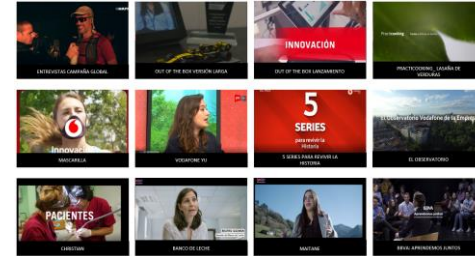 ENTREVISTAS CAMPAÑA GLOBAL
OUT OF THE BOX VERSIÓN LARGA
INNOVACIÓN
OUT OF THE BOX LANZAMIENTO
PRACTICOOKING _ LASAÑA DE
VERDURAS
Innovación
MASCARILLA
VODAFONE YU
5
SERIES
para revivir la
Historia
5 SERIES PARA REVIVIR LA
HISTORIA
El Observatorio Vodafone de la Empresa
EL OBSERVATORIO
PACIENTES
CHRISTIAN
BANCO DE LECHE
MAITANE
BBVA
BBVA: APRENDEMOS JUNTOS